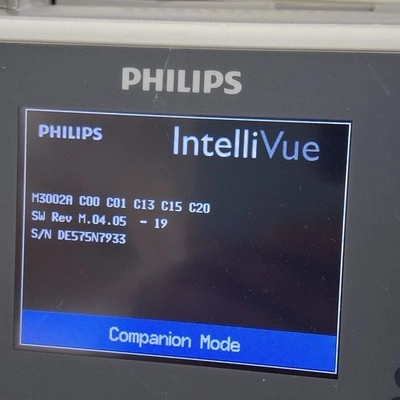 PHILIPS
PHILIPS IntelliVue
M3002A C00 C01 C13 C15 C20
SW Rev M.04.05 - 19
S/N DE575N7933
Companion Mode